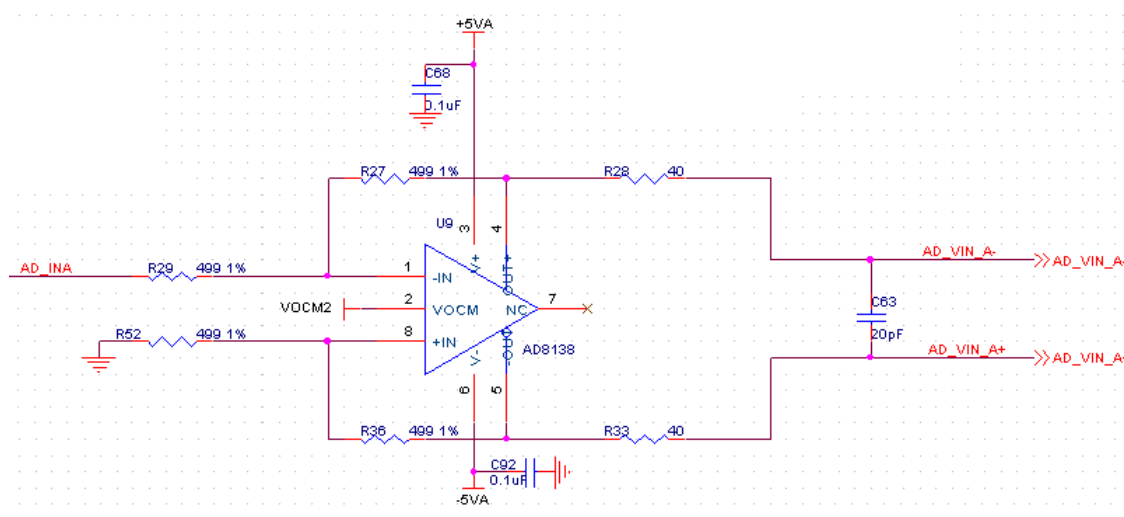 +5VA
C68
0.1uF
R27 499 1%
R28 40
U9
3
4
V+
OUT+
AD_INA
R29 499 1%
1
-IN
AD_VIN_A-
AD_VIN_A-
VOCM2
2
VOCM
NC
7
C63
20pF
R52 499 1%
8
+IN
AD8138
V-
AD_VIN_A+
6
5
R36 499 1%
R33 40
C92
0.1uF
-5VA